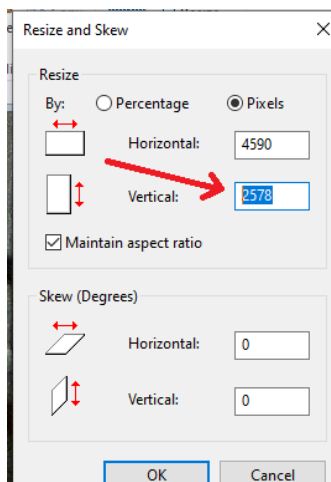 Resize and Skew
Resize
By: Percentage Pixels
Horizontal: 4590
Vertical: 2578
Maintain aspect ratio
Skew (Degrees)
Horizontal: 0
Vertical: 0
OK Cancel